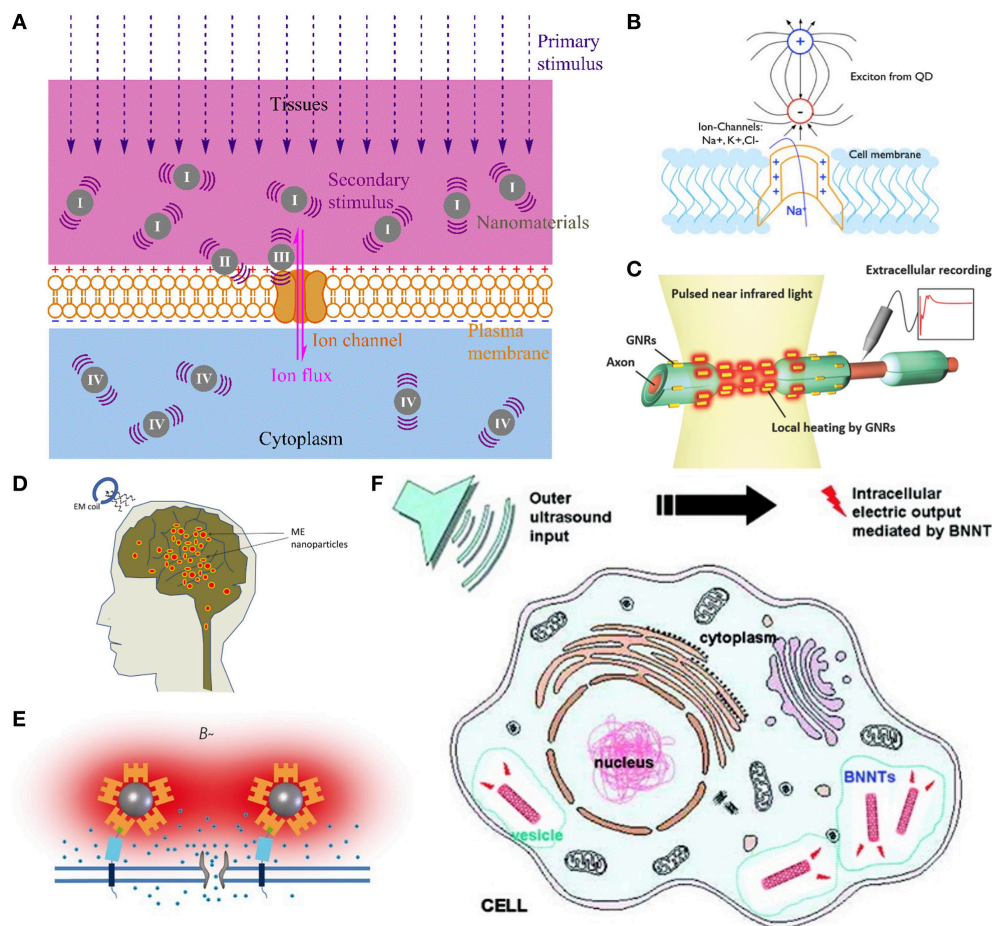 A
Primary
stimulus
Tissues
I
I
I
I
I
I
I
Secondary
stimulus
Nanomaterials
II
III
+ + + + + + + + + + + + + + + + + + + + + +
Ion channel
Plasma
membrane
Ion flux
IV
IV
IV
IV
IV
Cytoplasm
B
+
Exciton from QD
-
Ion-Channels:
Na+, K+,Cl-
Cell membrane
+ +
+ +
+ +
Na+
C
Extracellular recording
Pulsed near infrared light
GNRs
Axon
Local heating by GNRs
D
EM coil
ME
nanoparticles
E
B~
F
Outer
ultrasound
input
Intracellular
electric output
mediated by BNNT
cytoplasm
nucleus
BNNTs
vesicle
CELL